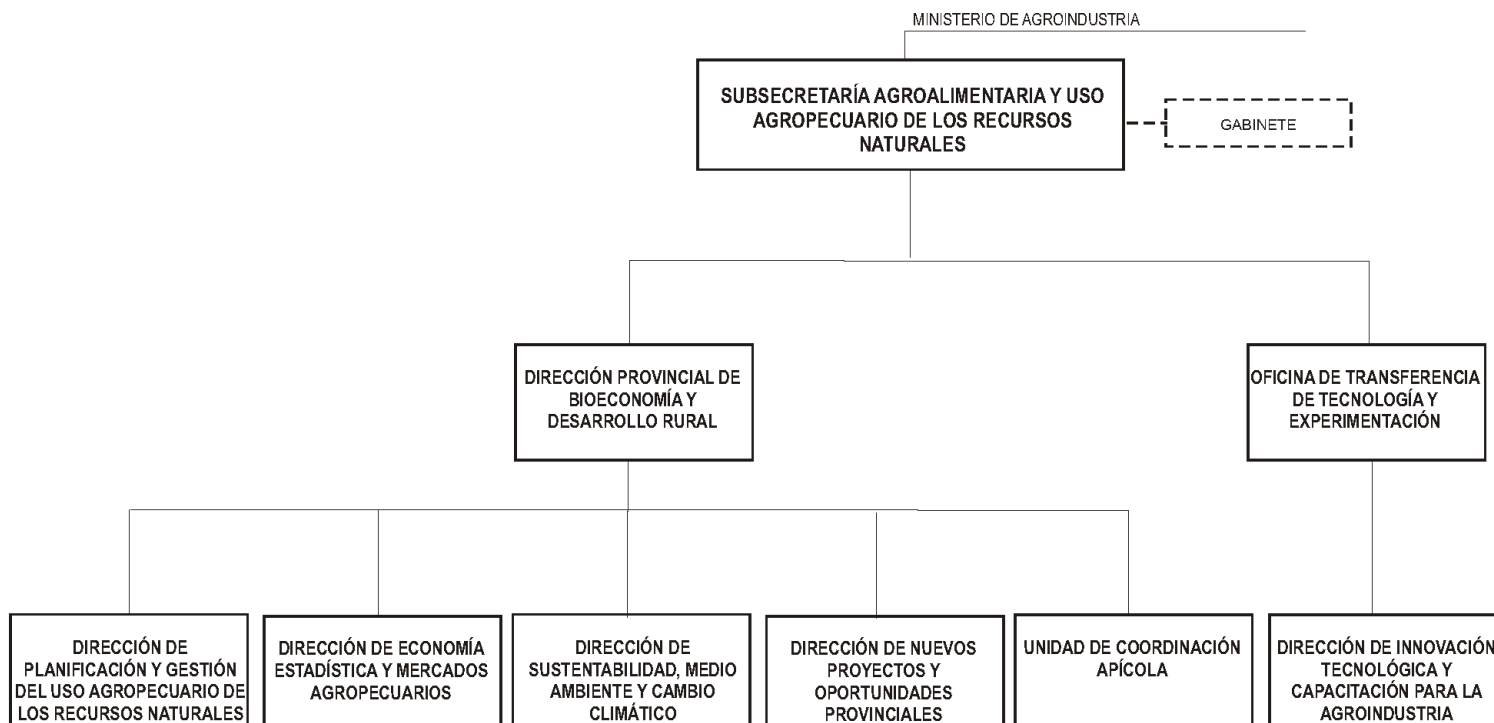 MINISTERIO DE AGROINDUSTRIA
SUBSECRETARÍA AGROALIMENTARIA Y USO
AGROPECUARIO DE LOS RECURSOS
NATURALES
GABINETE
DIRECCIÓN PROVINCIAL DE
BIOECONOMÍA Y
DESARROLLO RURAL
OFICINA DE TRANSFERENCIA
DE TECNOLOGÍA Y
EXPERIMENTACIÓN
DIRECCIÓN DE
PLANIFICACIÓN Y GESTIÓN
DEL USO AGROPECUARIO DE
LOS RECURSOS NATURALES
DIRECCIÓN DE ECONOMÍA
ESTADÍSTICA Y MERCADOS
AGROPECUARIOS
DIRECCIÓN DE
SUSTENTABILIDAD, MEDIO
AMBIENTE Y CAMBIO
CLIMÁTICO
DIRECCIÓN DE NUEVOS
PROYECTOS Y
OPORTUNIDADES
PROVINCIALES
UNIDAD DE COORDINACIÓN
APÍCOLA
DIRECCIÓN DE INNOVACIÓN
TECNOLÓGICA Y
CAPACITACIÓN PARA LA
AGROINDUSTRIA